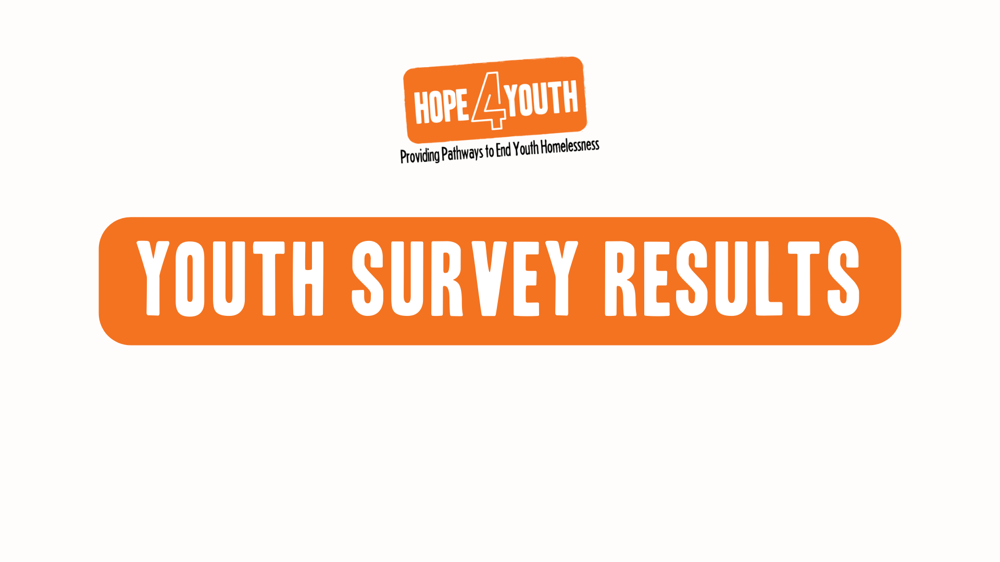 HOPE 4 YOUTH
Providing Pathways to End Youth Homelessness
YOUTH SURVEY RESULTS